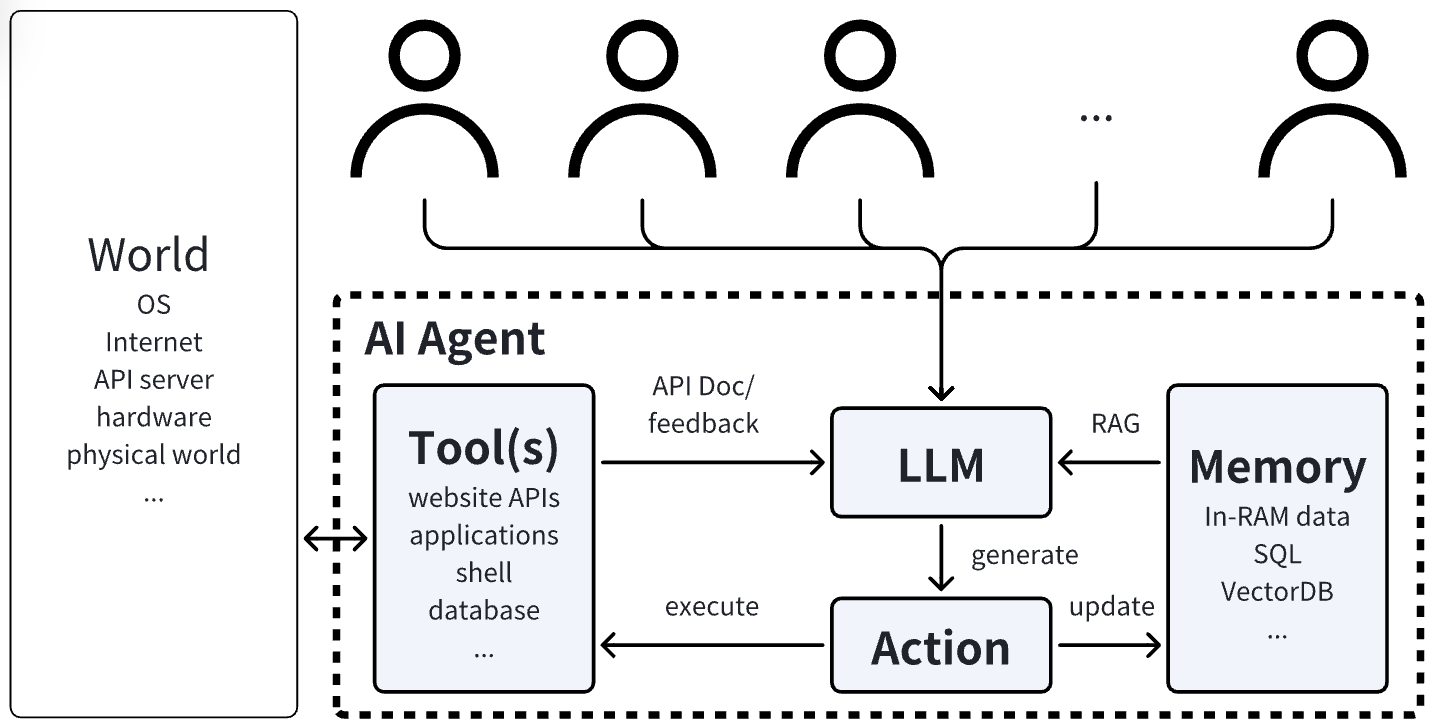 World
OS
Internet
API server
hardware
physical world
...
...
AI Agent
Tool(s)
website APIs
applications
shell
database
...
API Doc/
feedback
execute
LLM
generate
Action
RAG
update
Memory
In-RAM data
SQL
VectorDB
...